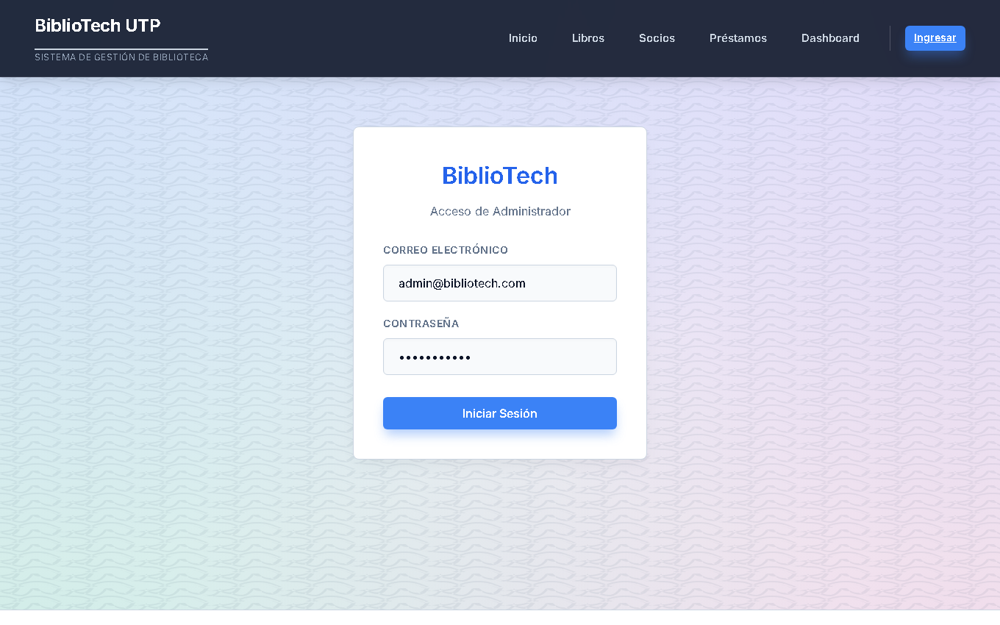 BiblioTech UTP
SISTEMA DE GESTIÓN DE BIBLIOTECA
Inicio Libros Socios Préstamos Dashboard Ingresar
BiblioTech
Acceso de Administrador
CORREO ELECTRÓNICO
admin@bibliotech.com
CONTRASEÑA
•••••••••••
Iniciar Sesión